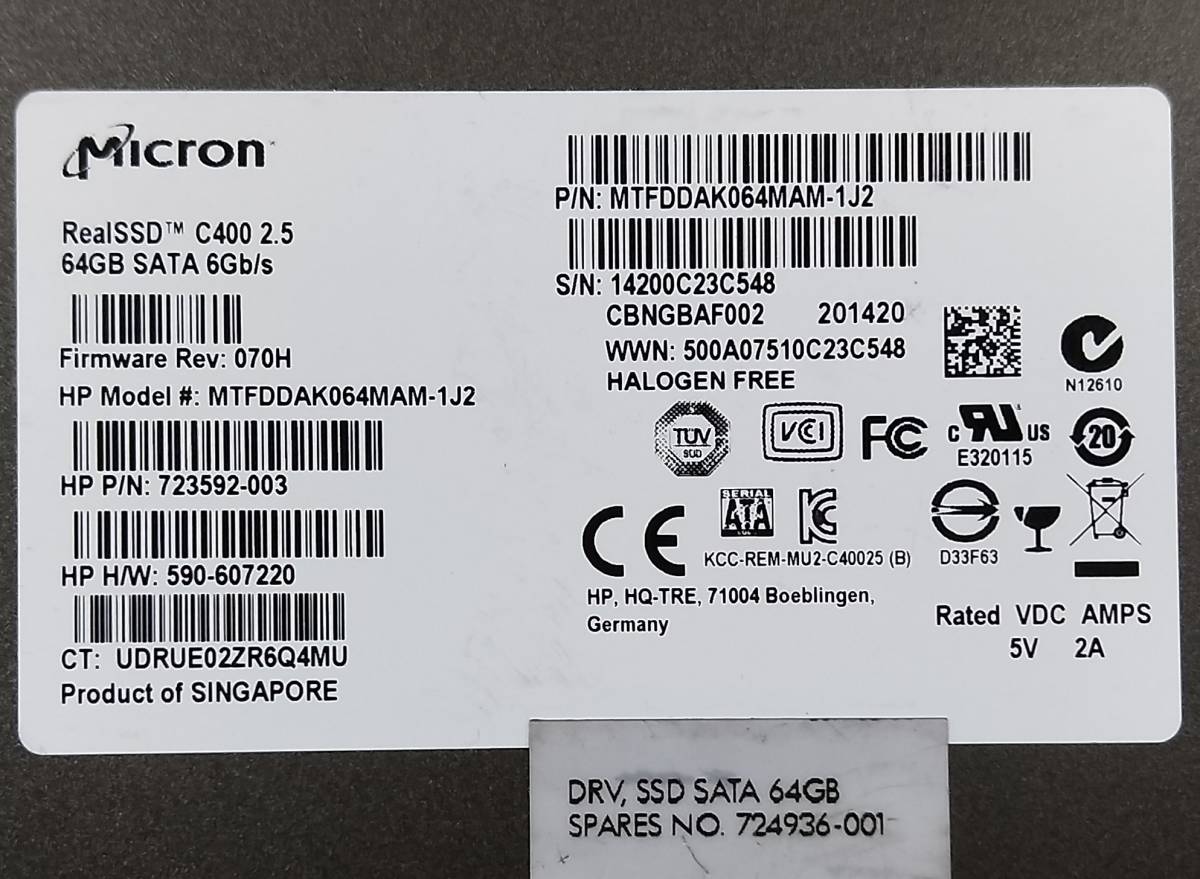 Micron
RealSSD™ C400 2.5
64GB SATA 6Gb/s
Firmware Rev: 070H
HP Model #: MTFDDAK064MAM-1J2
HP P/N: 723592-003
HP H/W: 590-607220
CT: UDRUE02ZR6Q4MU
Product of SINGAPORE
P/N: MTFDDAK064MAM-1J2
S/N: 14200C23C548
CBNGBAF002 201420
WWN: 500A07510C23C548
HALOGEN FREE
N12610
TÜV
SÜD
VCI
FC
c RU US
E320115
20
CE
SERIAL
ATA
KC
KCC-REM-MU2-C40025 (B)
D33F63
HP, HQ-TRE, 71004 Boeblingen,
Germany
Rated VDC AMPS
5V 2A
DRV, SSD SATA 64GB
SPARES NO. 724936-001